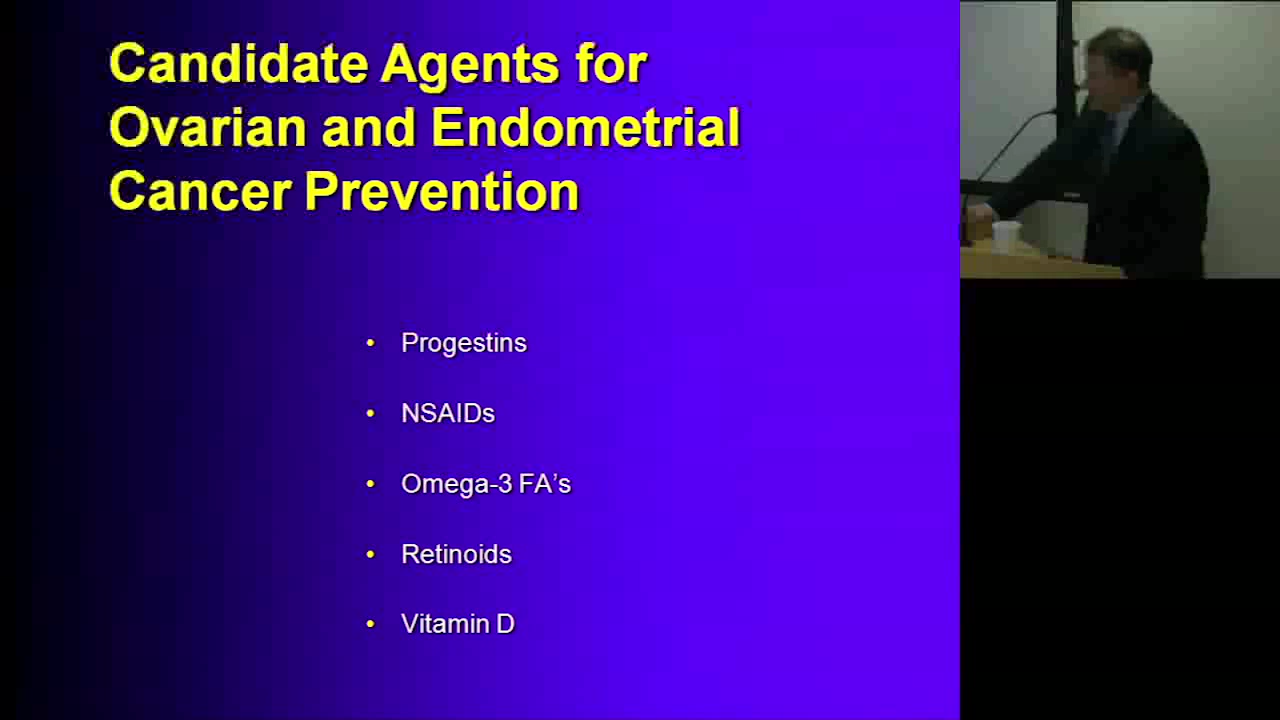 Candidate Agents for
Ovarian and Endometrial
Cancer Prevention
• Progestins
• NSAIDs
• Omega-3 FA’s
• Retinoids
• Vitamin D